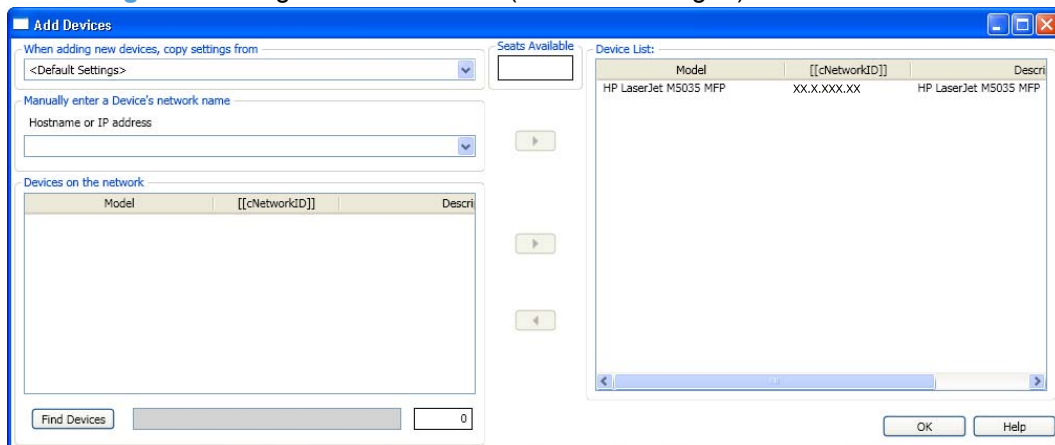 Add Devices
When adding new devices, copy settings from
<Default Settings>
Seats Available
Manually enter a Device's network name
Hostname or IP address
Devices on the network
Model [[cNetworkID]] Descri
Find Devices 0
Device List:
Model [[cNetworkID]] Descri
HP LaserJet M5035 MFP XX.X.XXX.XX HP LaserJet M5035 MFP
OK Help